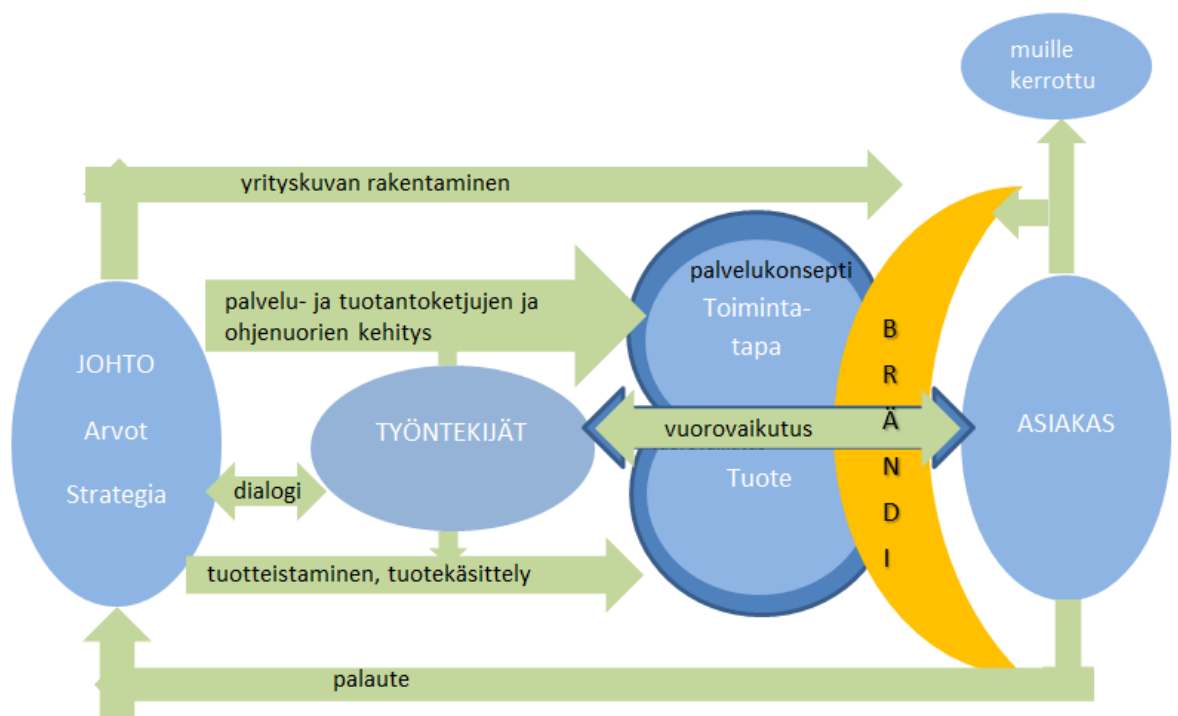 muille
kerrottu
yrityskuvan rakentaminen
palvelu- ja tuotantoketjujen ja
ohjenuorien kehitys
palvelukonsepti
Toiminta-
tapa
JOHTO
Arvot
Strategia
TYÖNTEKIJÄT
dialogi
vuorovaikutus
Tuote
B
R
Ä
N
D
I
ASIAKAS
tuotteistaminen, tuotekäsittely
palaute